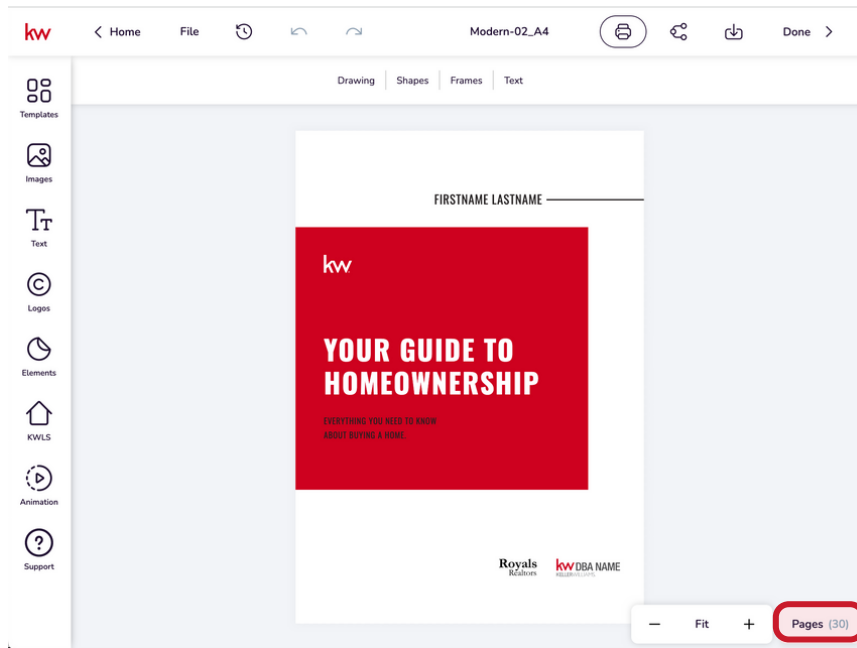 kw
Home
File
Modern-02_A4
Done
Drawing
Shapes
Frames
Text
Templates
Images
Text
Logos
Elements
KWLS
Animation
Support
FIRSTNAME LASTNAME
kw
YOUR GUIDE TO
HOMEOWNERSHIP
EVERYTHING YOU NEED TO KNOW
ABOUT BUYING A HOME.
Royals
Realtors
kw DBA NAME
KELLERWILLIAMS.
Fit
Pages (30)